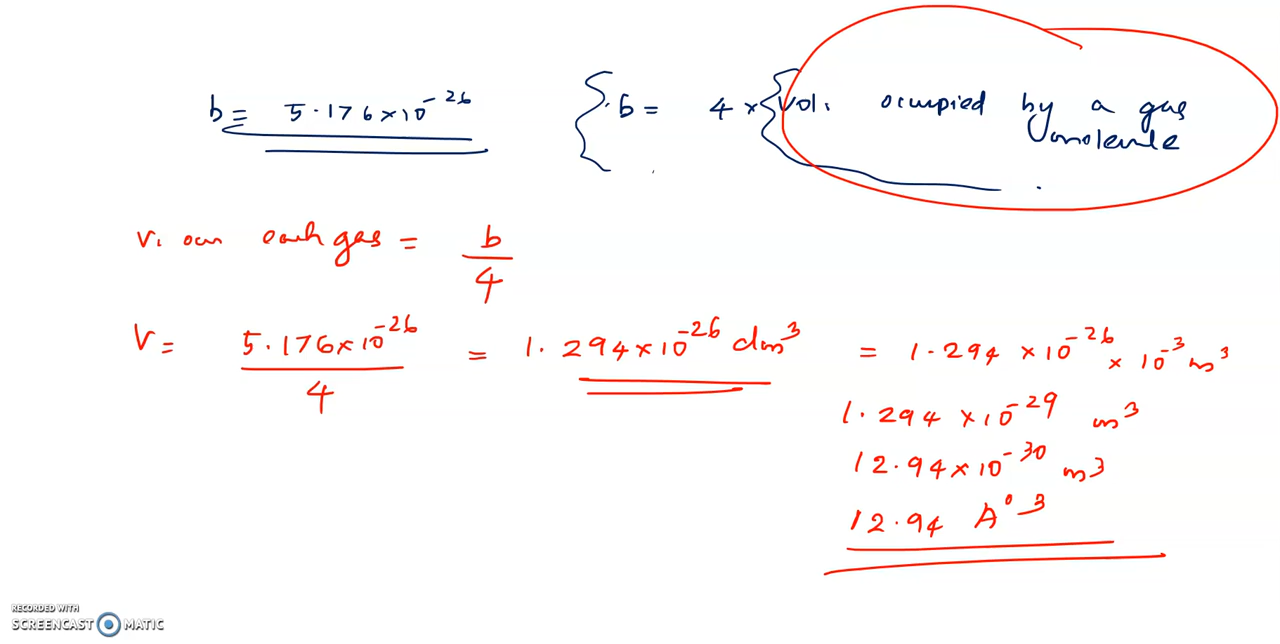 b = 5.176×10⁻²⁶ { b = 4 × { Vol. occupied by a gas
molecule
V. occu each gas = b/4
V = 5.176×10⁻²⁶/4 = 1.294×10⁻²⁶ dm³ = 1.294 ×10⁻²⁶ × 10⁻³ m³
1.294 ×10⁻²⁹ m³
12.94×10⁻³⁰ m³
12.94 A°³
RECORDED WITH
SCREENCAST MATIC